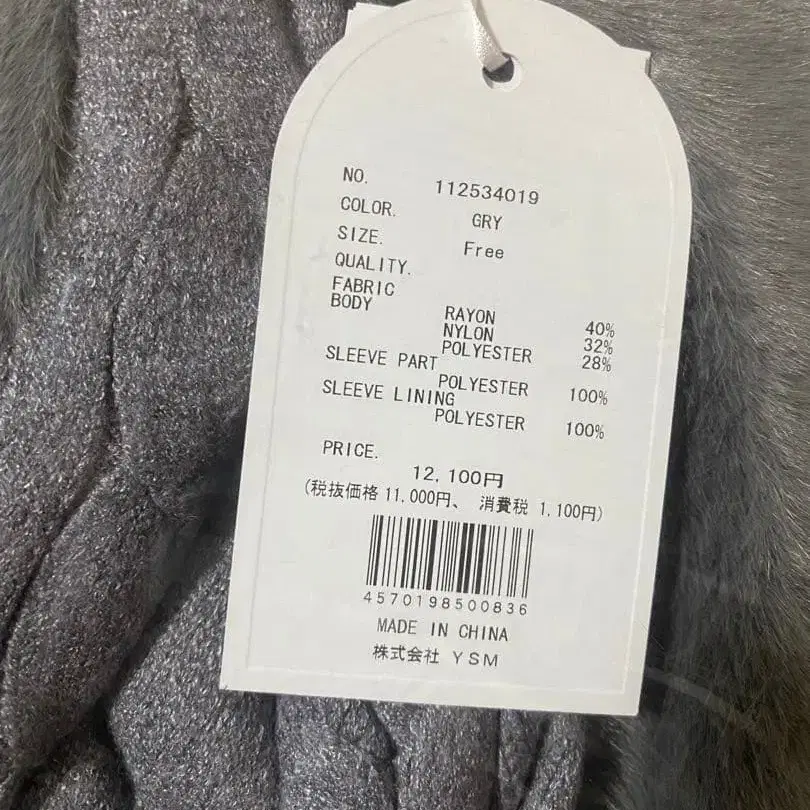 NO. 112534019
COLOR. GRY
SIZE. Free
QUALITY.
FABRIC
BODY
RAYON 40%
NYLON 32%
POLYESTER 28%
SLEEVE PART
POLYESTER 100%
SLEEVE LINING
POLYESTER 100%
PRICE.
12,100円
(税抜価格 11,000円、 消費税 1,100円)
4570198500836
MADE IN CHINA
株式会社 YSM